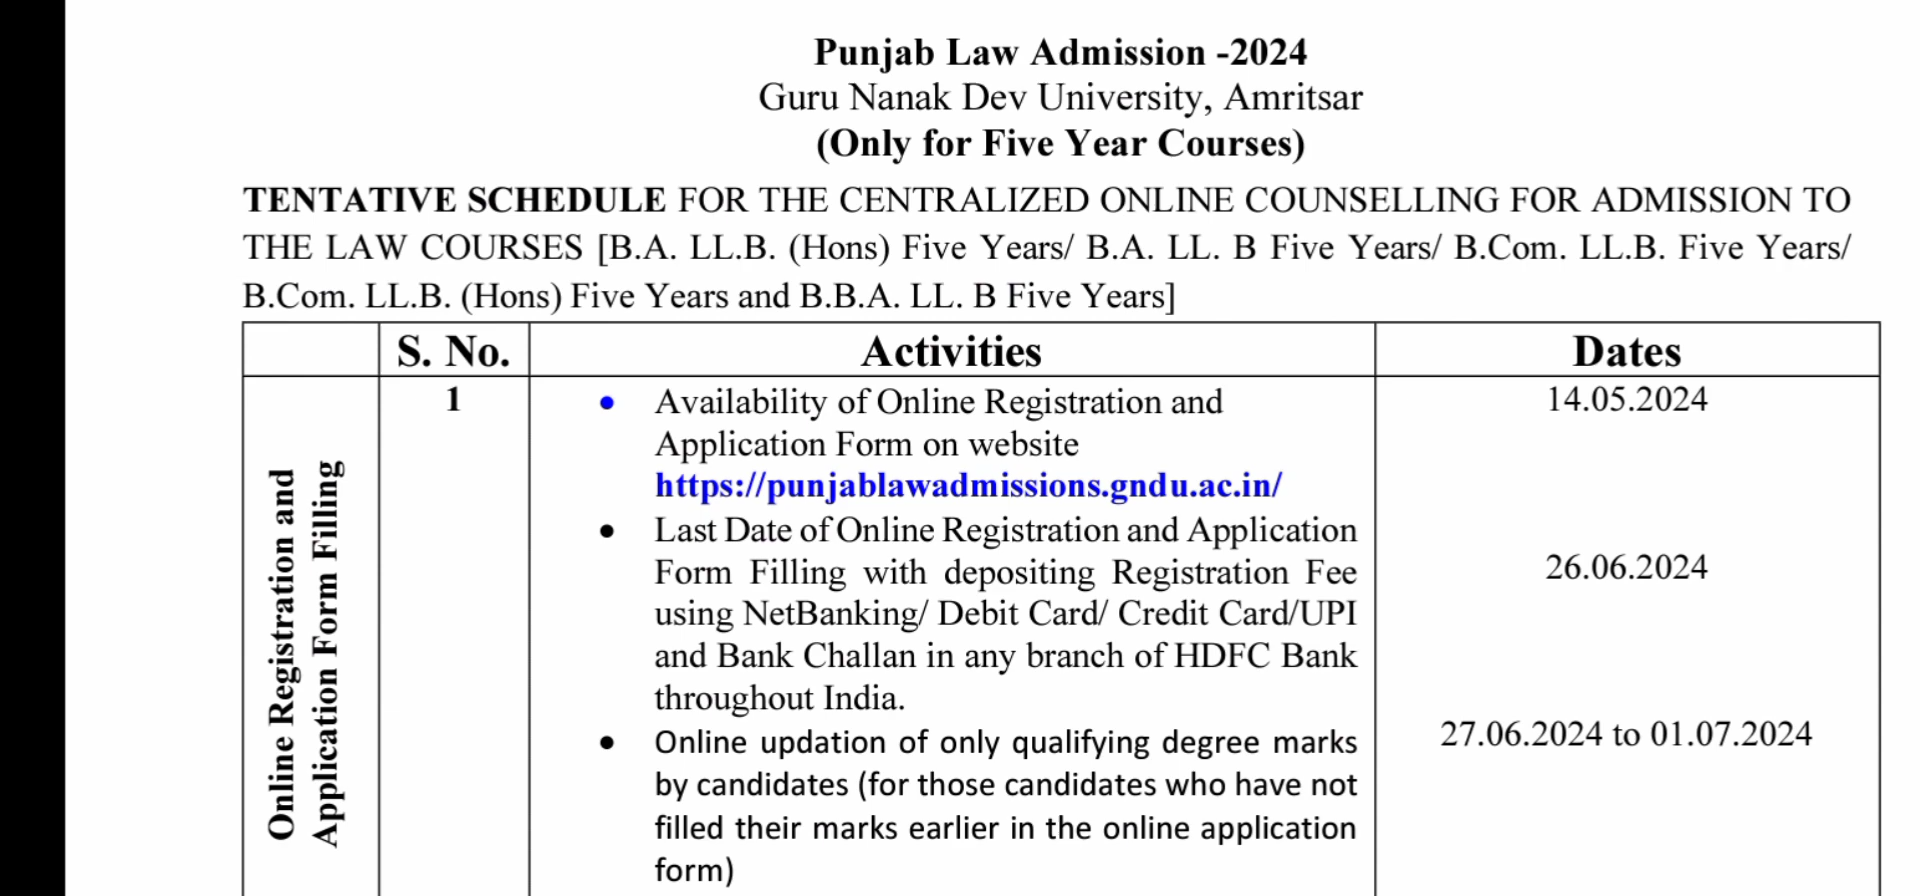 Punjab Law Admission -2024
Guru Nanak Dev University, Amritsar
(Only for Five Year Courses)
TENTATIVE SCHEDULE FOR THE CENTRALIZED ONLINE COUNSELLING FOR ADMISSION TO
THE LAW COURSES [B.A. LL.B. (Hons) Five Years/ B.A. LL. B Five Years/ B.Com. LL.B. Five Years/
B.Com. LL.B. (Hons) Five Years and B.B.A. LL. B Five Years]
S. No.
Activities
Dates
Online Registration and
Application Form Filling
1
• Availability of Online Registration and
Application Form on website
https://punjablawadmissions.gndu.ac.in/
14.05.2024
• Last Date of Online Registration and Application
Form Filling with depositing Registration Fee
using NetBanking/ Debit Card/ Credit Card/UPI
and Bank Challan in any branch of HDFC Bank
throughout India.
26.06.2024
• Online updation of only qualifying degree marks
by candidates (for those candidates who have not
filled their marks earlier in the online application
form)
27.06.2024 to 01.07.2024